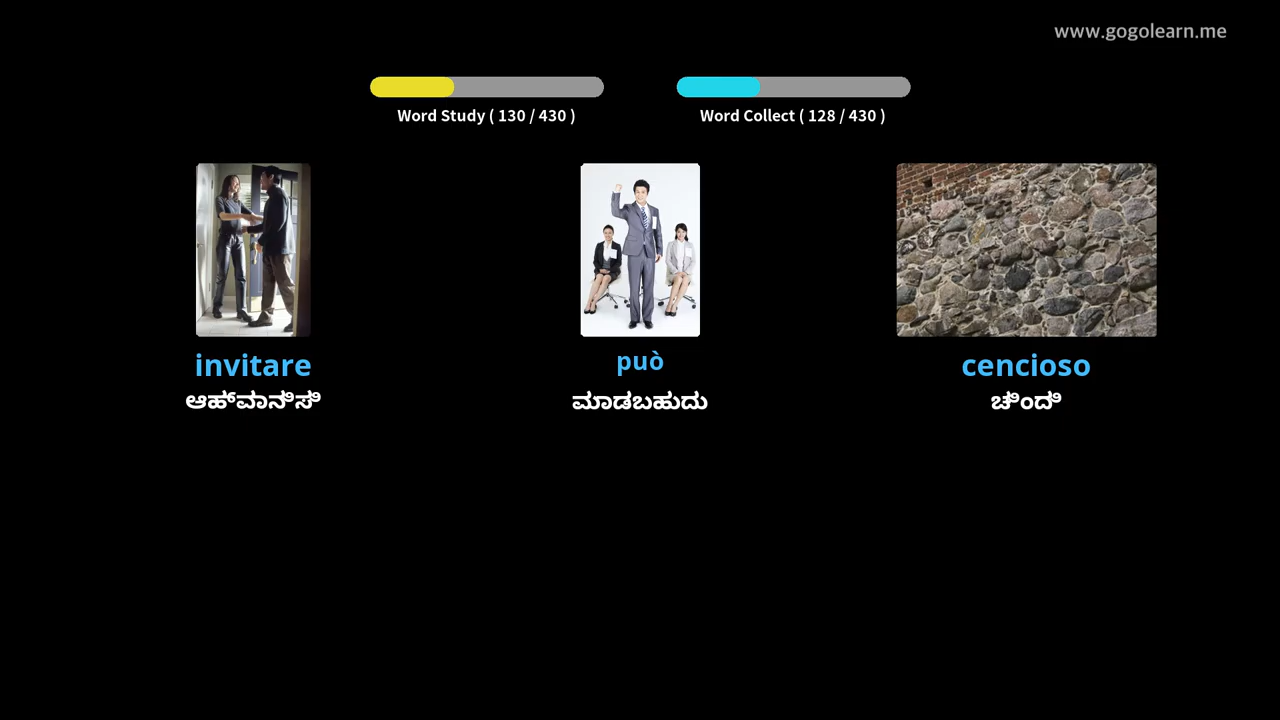 www.gogolearn.me
Word Study ( 130 / 430 )
Word Collect ( 128 / 430 )
invitare
può
cencioso
ಆಹ್ವಾನಿಸಿ
ಮಾಡಬಹುದು
ಚಿಂದಿ